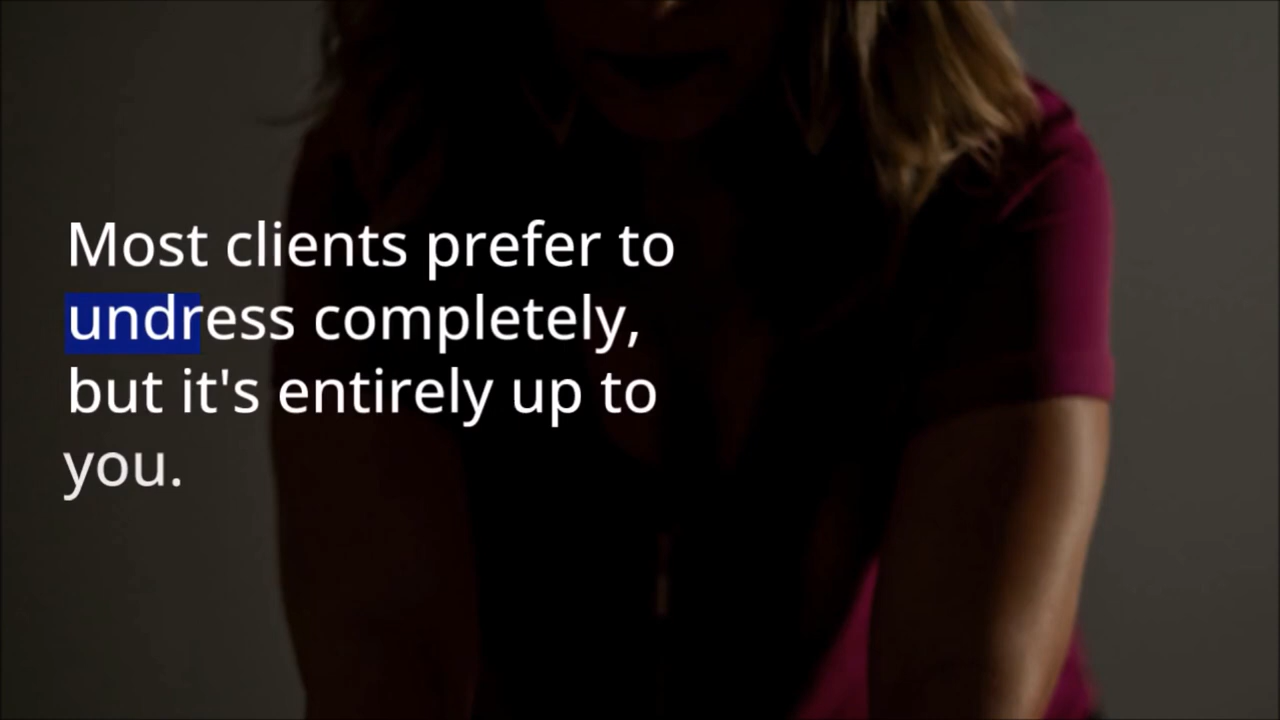 Most clients prefer to
undress completely,
but it's entirely up to
you.